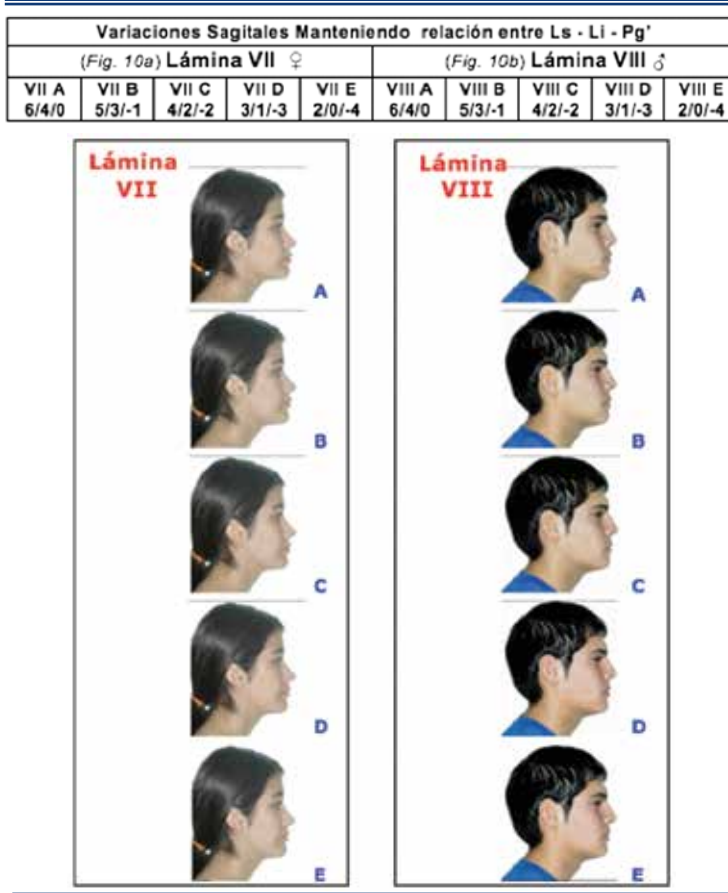 Variaciones Sagitales Manteniendo relación entre Ls - Li - Pg'
(Fig. 10a) Lámina VII ♀ (Fig. 10b) Lámina VIII ♂
VII A VII B VII C VII D VII E VIII A VIII B VIII C VIII D VIII E
6/4/0 5/3/-1 4/2/-2 3/1/-3 2/0/-4 6/4/0 5/3/-1 4/2/-2 3/1/-3 2/0/-4
Lámina
VII
A
B
C
D
E
Lámina
VIII
A
B
C
D
E